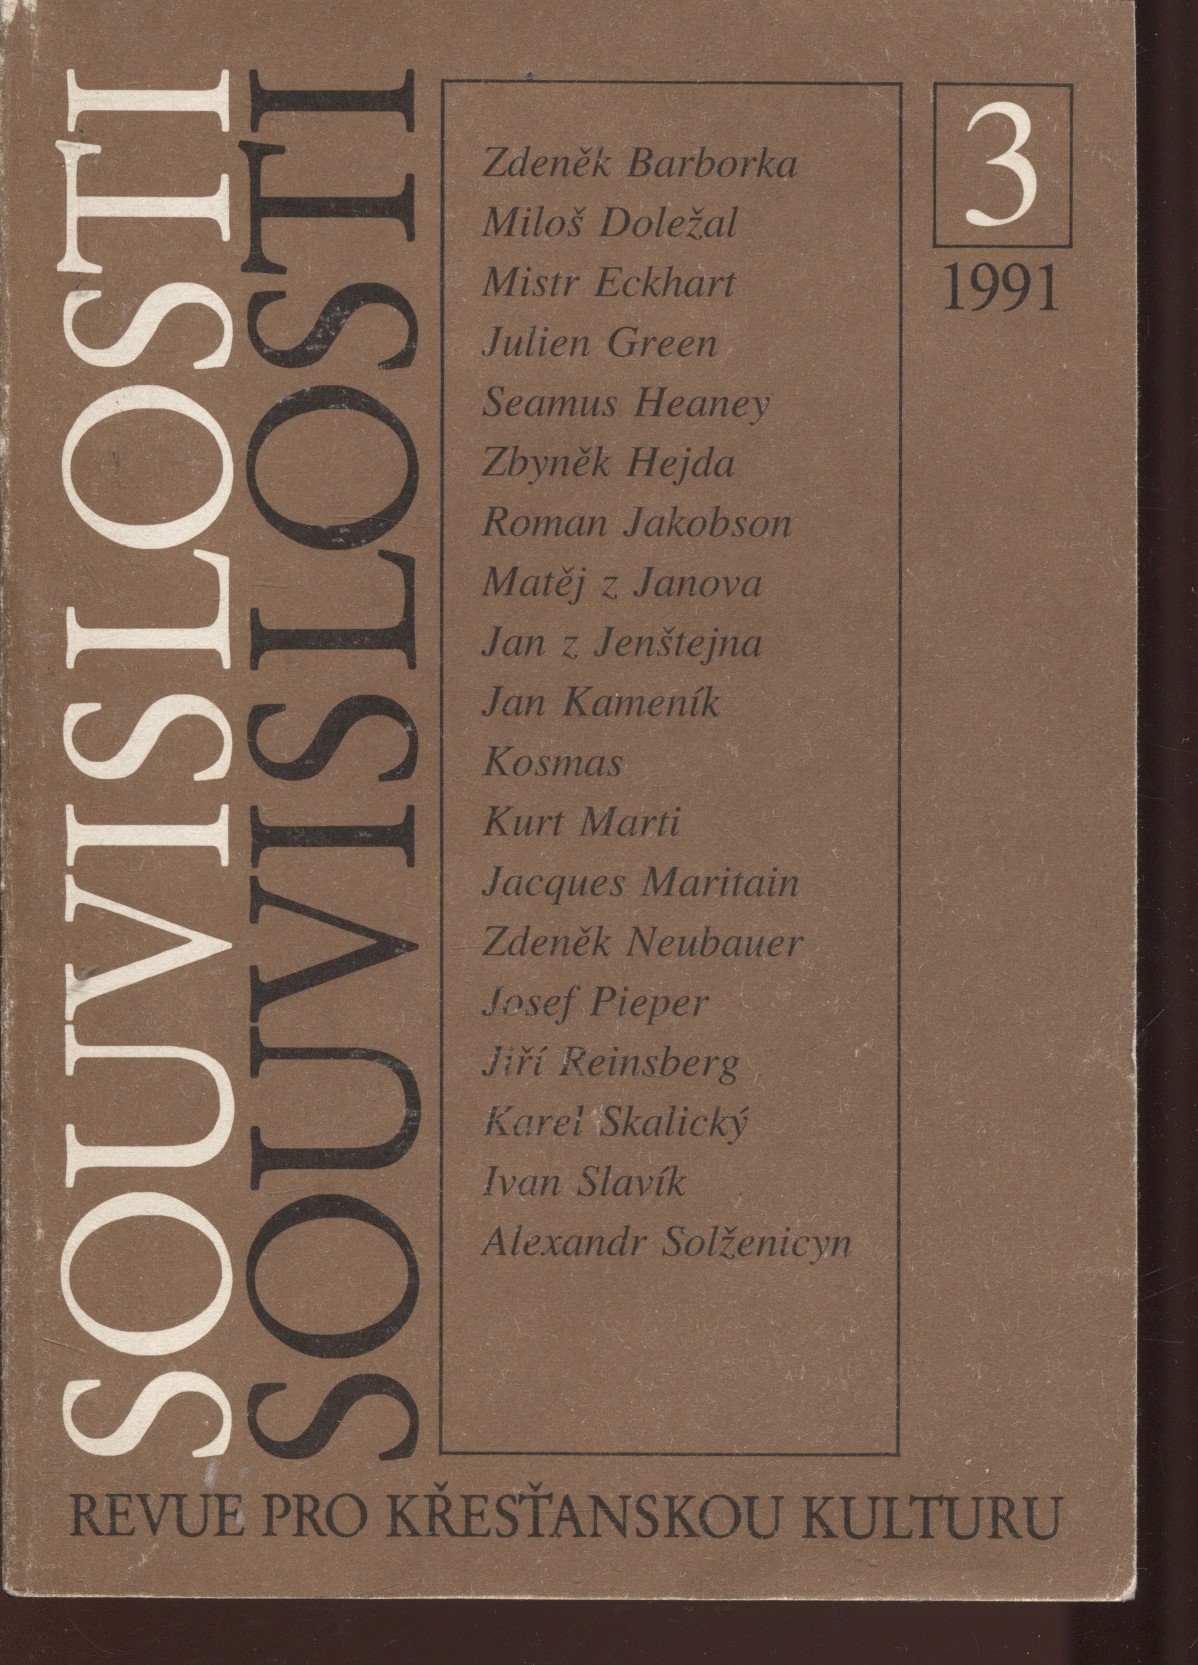 SOUVISLOSTI
SOUVISLOSTI
Zdeněk Barborka
Miloš Doležal
Mistr Eckhart
Julien Green
Seamus Heaney
Zbyněk Hejda
Roman Jakobson
Matěj z Janova
Jan z Jenštejna
Jan Kameník
Kosmas
Kurt Marti
Jacques Maritain
Zdeněk Neubauer
Josef Pieper
Jiří Reinsberg
Karel Skalický
Ivan Slavík
Alexandr Solženicyn
3
1991
REVUE PRO KŘESŤANSKOU KULTURU